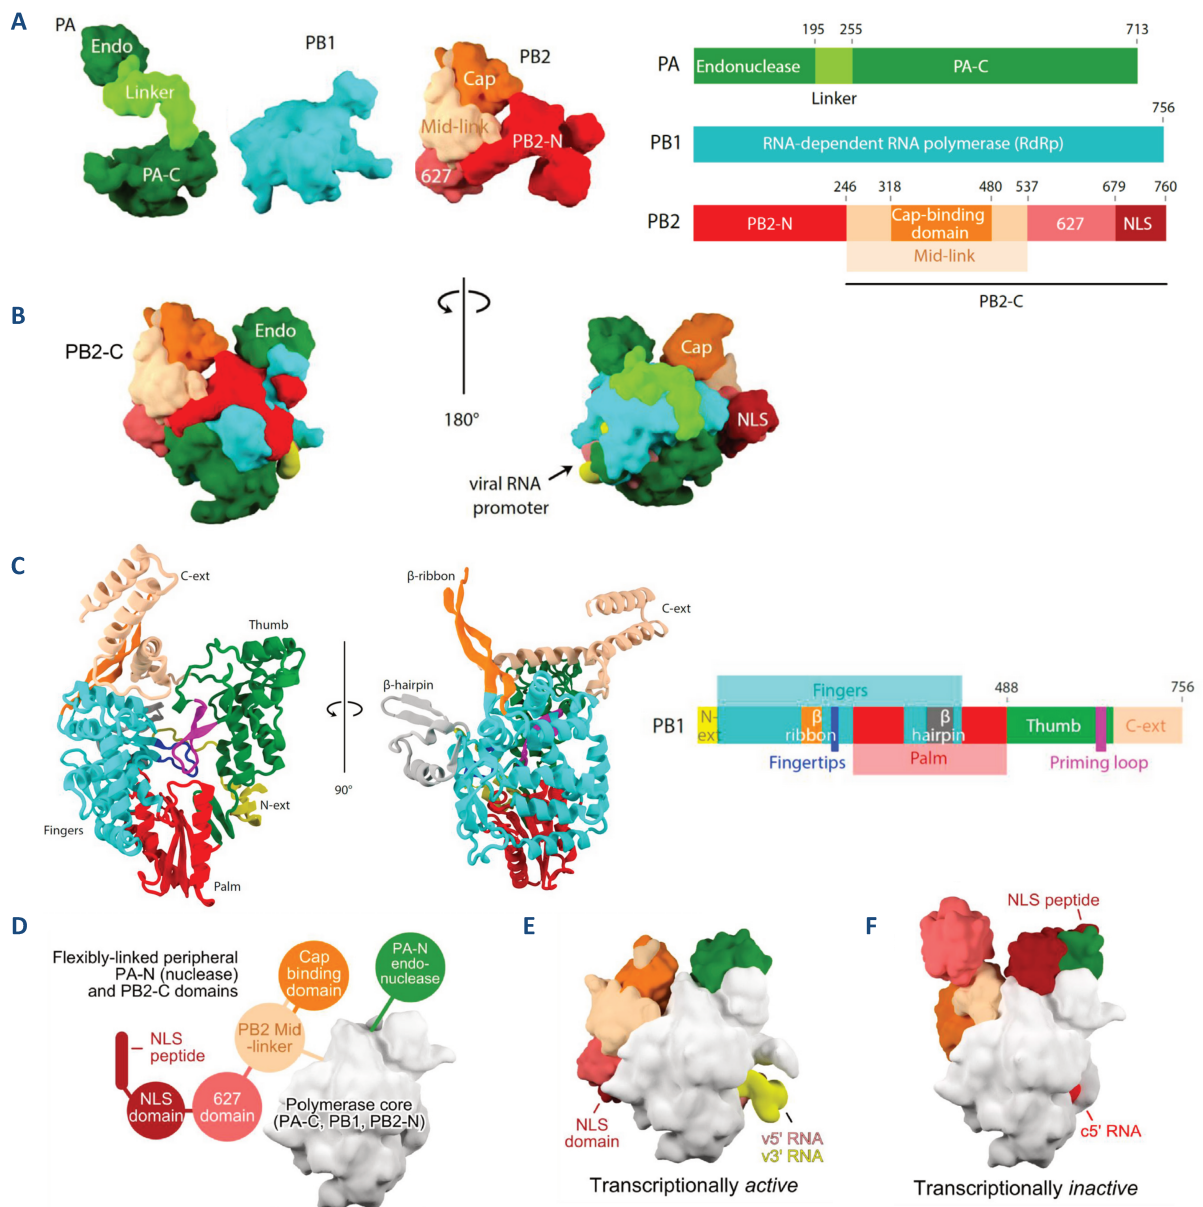 A
PA
Endo
Linker
PA-C
PB1
PB2
Cap
Mid-link
PB2-N
627
195 255 713
PA
Endonuclease
PA-C
Linker
756
PB1
RNA-dependent RNA polymerase (RdRp)
246 318 480 537 679 760
PB2
PB2-N
Cap-binding
domain
627
NLS
Mid-link
PB2-C
B
PB2-C
Endo
180°
Cap
NLS
viral RNA
promoter
C
C-ext
Thumb
N-ext
Fingers
Palm
90°
β-ribbon
C-ext
β-hairpin
Fingers
488
756
PB1
N-
ext
β
ribbon
β
hairpin
Thumb
C-ext
Fingertips
Palm
Priming loop
D
Flexibly-linked peripheral
PA-N (nuclease)
and PB2-C domains
Cap
binding
domain
PA-N
endo-
nuclease
PB2 Mid
-linker
NLS
peptide
NLS
domain
627
domain
Polymerase core
(PA-C, PB1, PB2-N)
E
NLS
domain
v5' RNA
v3' RNA
Transcriptionally active
F
NLS peptide
c5' RNA
Transcriptionally inactive